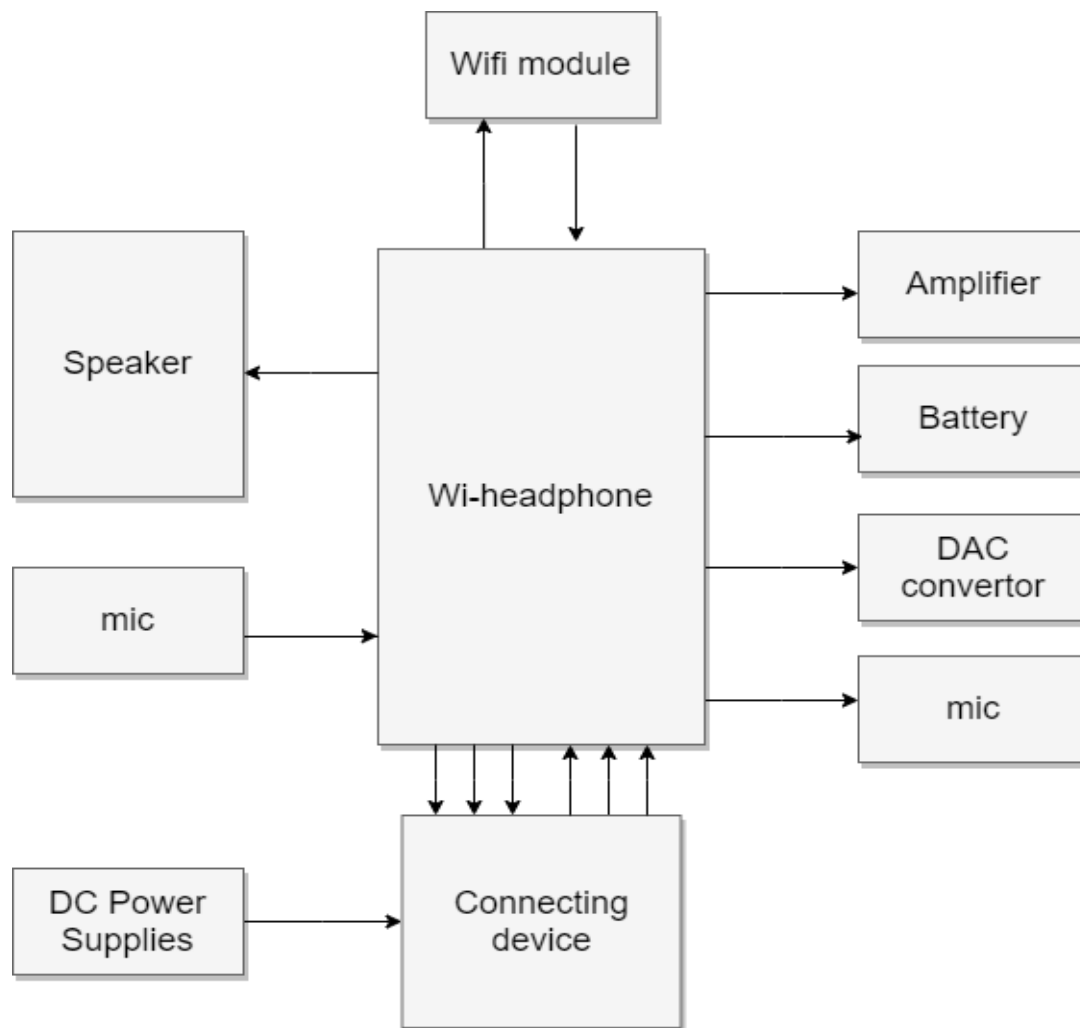 Wifi module
Speaker
Amplifier
Battery
Wi-headphone
DAC
convertor
mic
mic
DC Power
Supplies
Connecting
device